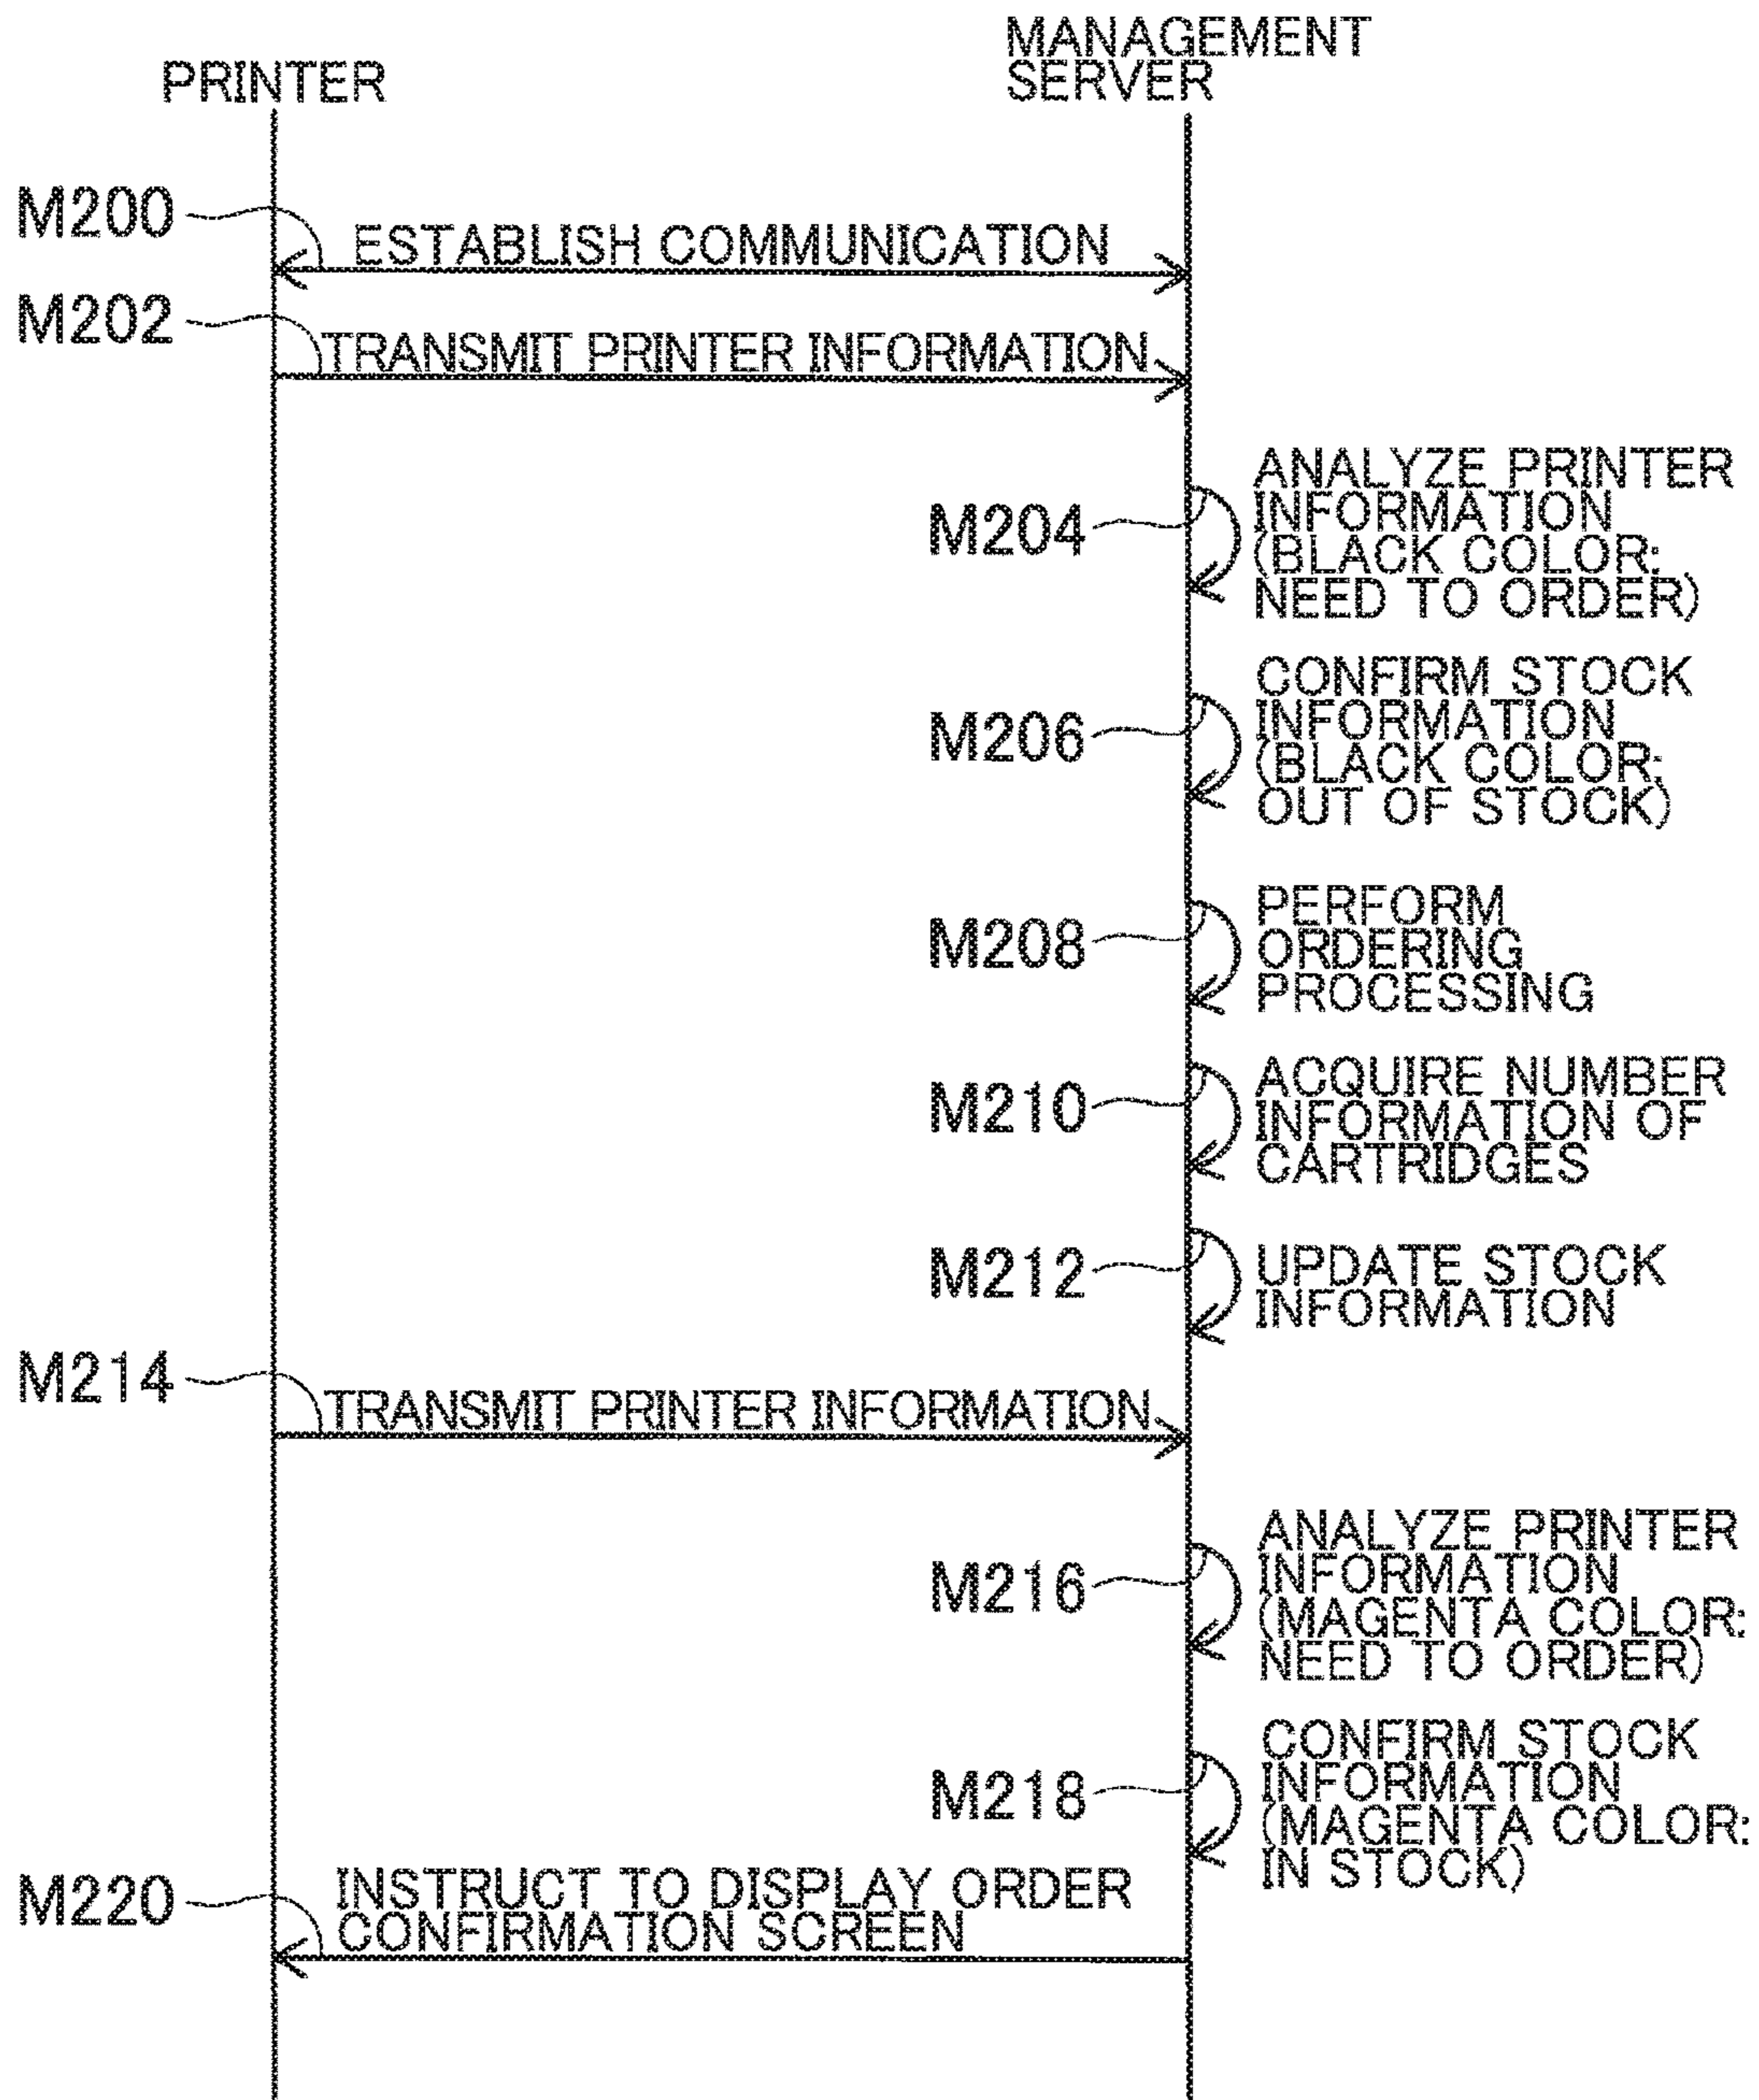 PRINTER
MANAGEMENT
SERVER
M200
ESTABLISH COMMUNICATION
M202
TRANSMIT PRINTER INFORMATION
M204
ANALYZE PRINTER
INFORMATION
(BLACK COLOR:
NEED TO ORDER)
M206
CONFIRM STOCK
INFORMATION
(BLACK COLOR:
OUT OF STOCK)
M208
PERFORM
ORDERING
PROCESSING
M210
ACQUIRE NUMBER
INFORMATION OF
CARTRIDGES
M212
UPDATE STOCK
INFORMATION
M214
TRANSMIT PRINTER INFORMATION
M216
ANALYZE PRINTER
INFORMATION
(MAGENTA COLOR:
NEED TO ORDER)
M218
CONFIRM STOCK
INFORMATION
(MAGENTA COLOR:
IN STOCK)
M220
INSTRUCT TO DISPLAY ORDER
CONFIRMATION SCREEN